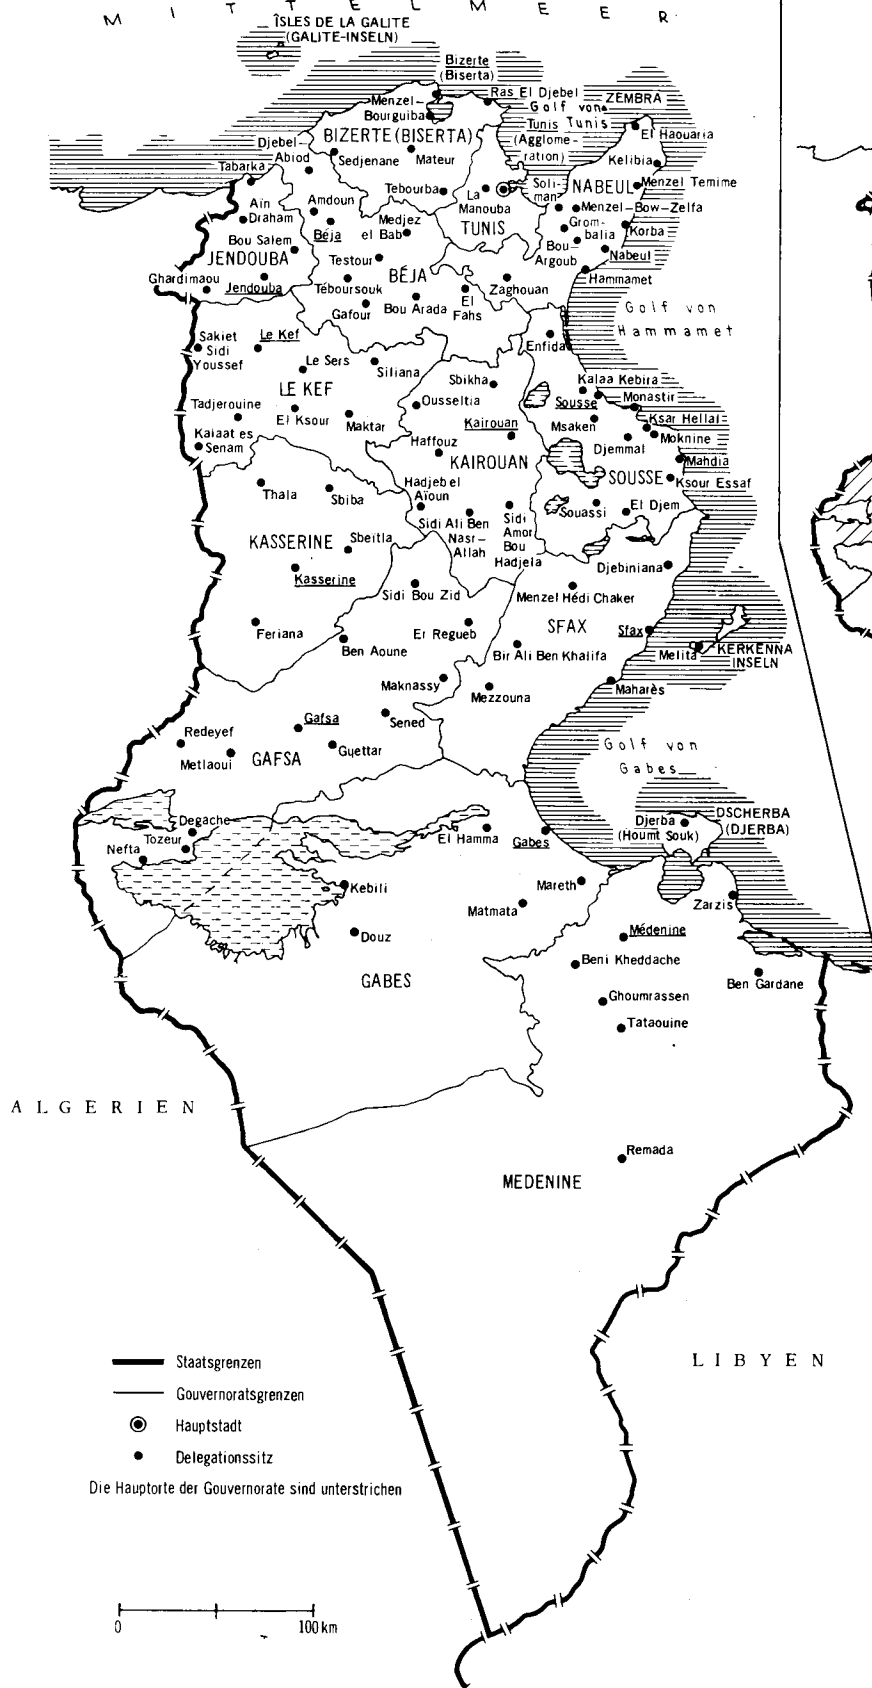 M I T T E L M E E R
ÎSLES DE LA GALITE
(GALITE-INSELN)
Bizerte
(Biserta)
Ras El Djebel
Menzel-
Bourguiba
Golf von
Tunis
ZEMBRA
BIZERTE (BISERTA)
Tunis
(Agglome-
ration)
El Haouaria
Djebel-
Abiod
Sedjenane
Mateur
Kelibia
Tabarka
Tebourba
La
Manouba
Soli-
man
NABEUL
Menzel Temime
Aïn
Draham
Amdoun
Béja
Medjez
el Bab
TUNIS
Menzel-Bow-Zelfa
Grom-
balia
Korba
Bou Salem
JENDOUBA
Testour
Bou
Argoub
Nabeul
Ghardimaou
Jendouba
Téboursouk
BÉJA
Zaghouan
Hammamet
Gafour
Bou Arada
El
Fahs
Golf von
Hammamet
Sakiet
Sidi
Youssef
Le Kef
Enfida
Le Sers
Siliana
LE KEF
Sbikha
Kalaa Kebira
Tadjerouine
El Ksour
Maktar
Ousseltia
Sousse
Monastir
Kairouan
Msaken
Ksar Hellal
Kalaat es
Senam
Haffouz
Djemmal
Moknine
KAIROUAN
Mahdia
Thala
Sbiba
Hadjeb el
Aïoun
SOUSSE
Ksour Essaf
Sidi Ali Ben
Nasr-
Allah
Sidi
Amor
Bou
Hadjela
Souassi
El Djem
KASSERINE
Sbeitla
Kasserine
Djebiniana
Sidi Bou Zid
Menzel Hédi Chaker
Feriana
Ben Aoune
Er Regueb
SFAX
Sfax
Bir Ali Ben Khalifa
Melita
KERKENNA
INSELN
Maknassy
Mezzouna
Maharès
Redeyef
Gafsa
Sened
Metlaoui
GAFSA
Guettar
Golf von
Gabes
Degache
Tozeur
Nefta
El Hamma
Gabes
Djerba
(Houmt Souk)
DSCHERBA
(DJERBA)
Kebili
Mareth
Zarzis
Matmata
Douz
Médenine
Beni Kheddache
GABES
Ben Gardane
Ghoumrassen
Tataouine
ALGERIEN
Remada
MEDENINE
LIBYEN
Staatsgrenzen
Gouvernoratsgrenzen
Hauptstadt
Delegationssitz
Die Hauptorte der Gouvernorate sind unterstrichen
0 100 km